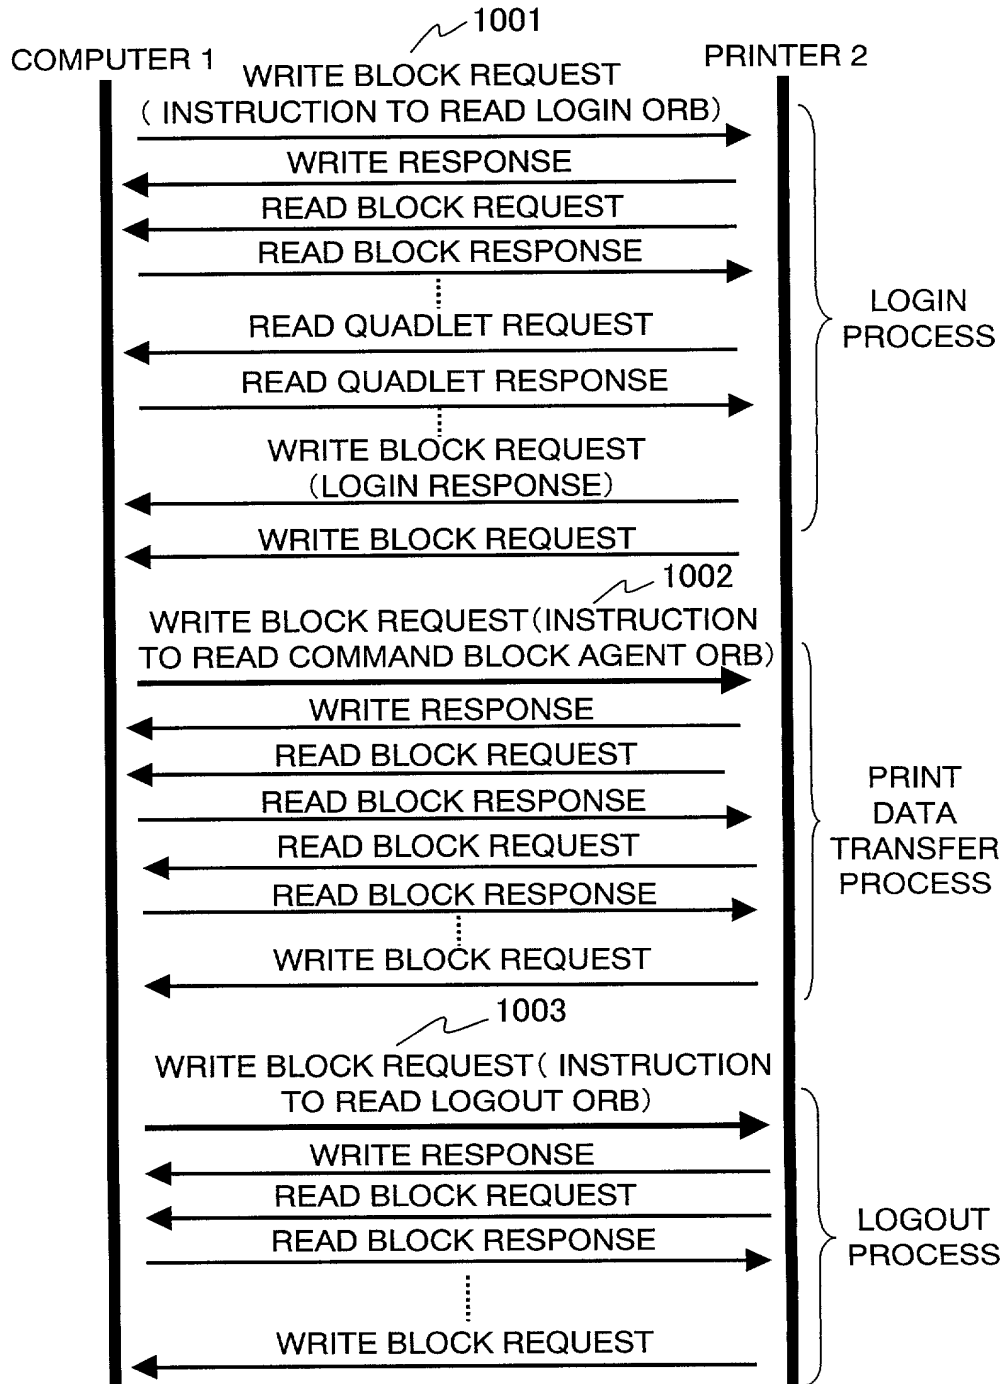 1001
COMPUTER 1
PRINTER 2
WRITE BLOCK REQUEST
( INSTRUCTION TO READ LOGIN ORB)
WRITE RESPONSE
READ BLOCK REQUEST
READ BLOCK RESPONSE
READ QUADLET REQUEST
READ QUADLET RESPONSE
WRITE BLOCK REQUEST
(LOGIN RESPONSE)
WRITE BLOCK REQUEST
LOGIN
PROCESS
1002
WRITE BLOCK REQUEST(INSTRUCTION
TO READ COMMAND BLOCK AGENT ORB)
WRITE RESPONSE
READ BLOCK REQUEST
READ BLOCK RESPONSE
READ BLOCK REQUEST
READ BLOCK RESPONSE
WRITE BLOCK REQUEST
PRINT
DATA
TRANSFER
PROCESS
1003
WRITE BLOCK REQUEST( INSTRUCTION
TO READ LOGOUT ORB)
WRITE RESPONSE
READ BLOCK REQUEST
READ BLOCK RESPONSE
WRITE BLOCK REQUEST
LOGOUT
PROCESS